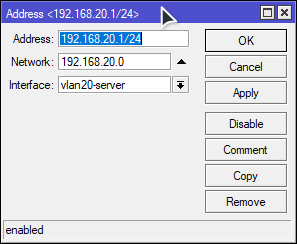 Address <192.168.20.1/24>
Address: 192.168.20.1/24
OK
Network: 192.168.20.0
Cancel
Interface: vlan20-server
Apply
Disable
Comment
Copy
Remove
enabled